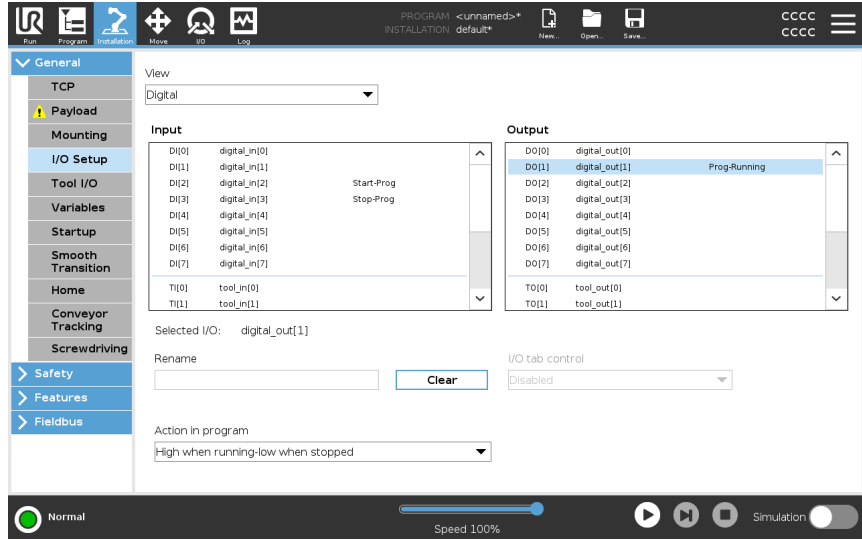 UR
PROGRAM <unnamed>*
INSTALLATION default*
Run Program Installation Move I/O Log New... Open... Save...
CCCC
CCCC
General
TCP
Payload
Mounting
I/O Setup
Tool I/O
Variables
Startup
Smooth
Transition
Home
Conveyor
Tracking
Screwdriving
Safety
Features
Fieldbus
View
Digital
Input
DI[0] digital_in[0]
DI[1] digital_in[1]
DI[2] digital_in[2] Start-Prog
DI[3] digital_in[3] Stop-Prog
DI[4] digital_in[4]
DI[5] digital_in[5]
DI[6] digital_in[6]
DI[7] digital_in[7]
TI[0] tool_in[0]
TI[1] tool_in[1]
Output
DO[0] digital_out[0]
DO[1] digital_out[1] Prog-Running
DO[2] digital_out[2]
DO[3] digital_out[3]
DO[4] digital_out[4]
DO[5] digital_out[5]
DO[6] digital_out[6]
DO[7] digital_out[7]
TO[0] tool_out[0]
TO[1] tool_out[1]
Selected I/O: digital_out[1]
Rename
Clear
I/O tab control
Disabled
Action in program
High when running-low when stopped
Normal
Speed 100%
Simulation